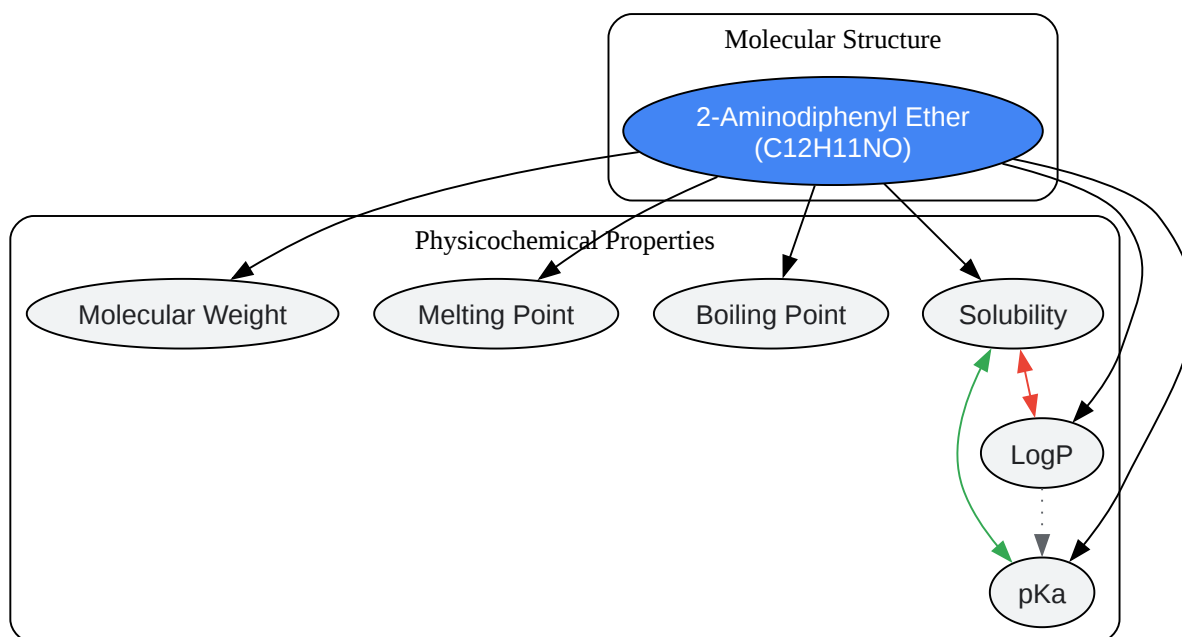 Molecular Structure
2-Aminodiphenyl Ether
(C12H11NO)
Physicochemical Properties
Molecular Weight
Melting Point
Boiling Point
Solubility
LogP
pKa